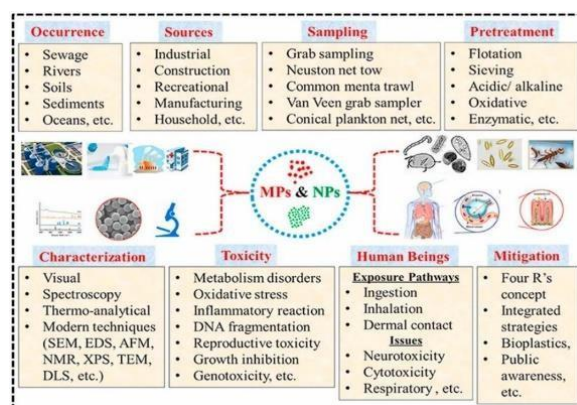 Occurrence
• Sewage
• Rivers
• Soils
• Sediments
• Oceans, etc.
Sources
• Industrial
• Construction
• Recreational
• Manufacturing
• Household, etc.
Sampling
• Grab sampling
• Neuston net tow
• Common menta trawl
• Van Veen grab sampler
• Conical plankton net, etc.
Pretreatment
• Flotation
• Sieving
• Acidic/ alkaline
• Oxidative
• Enzymatic, etc.
MPs & NPs
Characterization
• Visual
• Spectroscopy
• Thermo-analytical
• Modern techniques
(SEM, EDS, AFM,
NMR, XPS, TEM,
DLS, etc.)
Toxicity
• Metabolism disorders
• Oxidative stress
• Inflammatory reaction
• DNA fragmentation
• Reproductive toxicity
• Growth inhibition
• Genotoxicity, etc.
Human Beings
Exposure Pathways
• Ingestion
• Inhalation
• Dermal contact
Issues
• Neurotoxicity
• Cytotoxicity
• Respiratory , etc.
Mitigation
• Four R's
concept
• Integrated
strategies
• Bioplastics,
• Public
awareness,
etc.